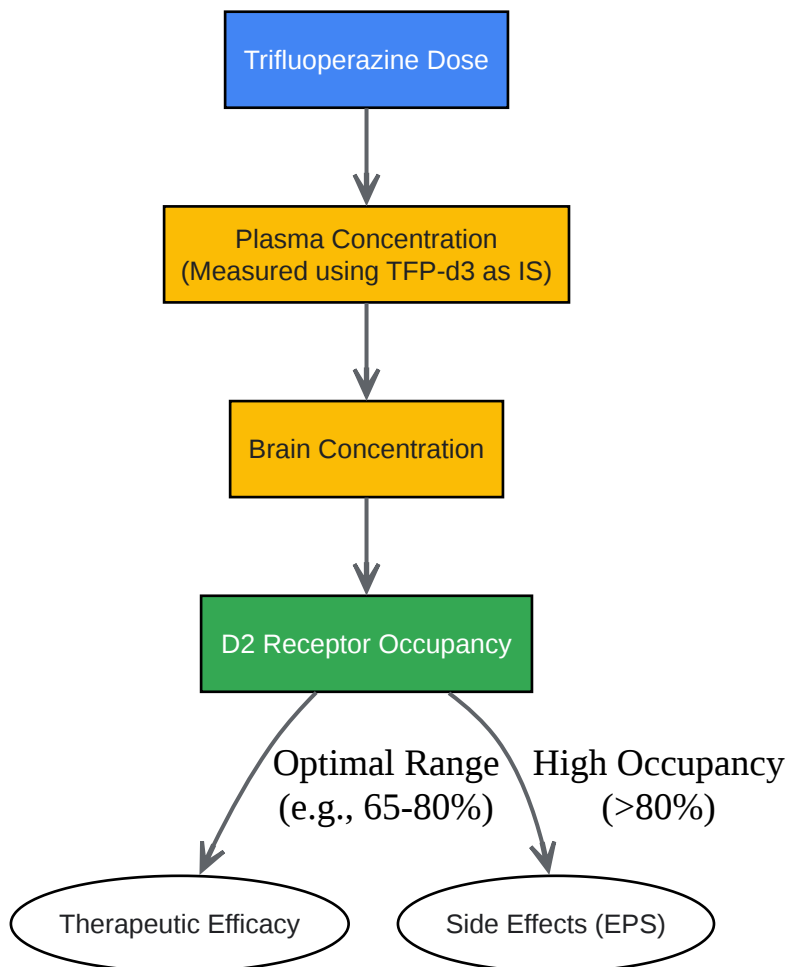 Trifluoperazine Dose
Plasma Concentration
(Measured using TFP-d3 as IS)
Brain Concentration
D2 Receptor Occupancy
Optimal Range
(e.g., 65-80%)
High Occupancy
(>80%)
Therapeutic Efficacy
Side Effects (EPS)